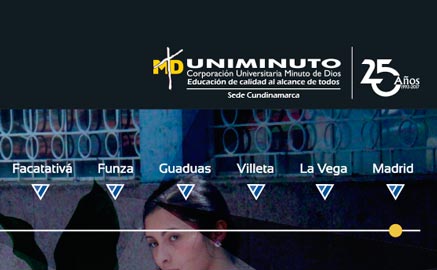 MD UNIMINUTO
Corporación Universitaria Minuto de Dios
Educación de calidad al alcance de todos
Sede Cundinamarca
25 Años
1992-2017
Facatativá Funza Guaduas Villeta La Vega Madrid